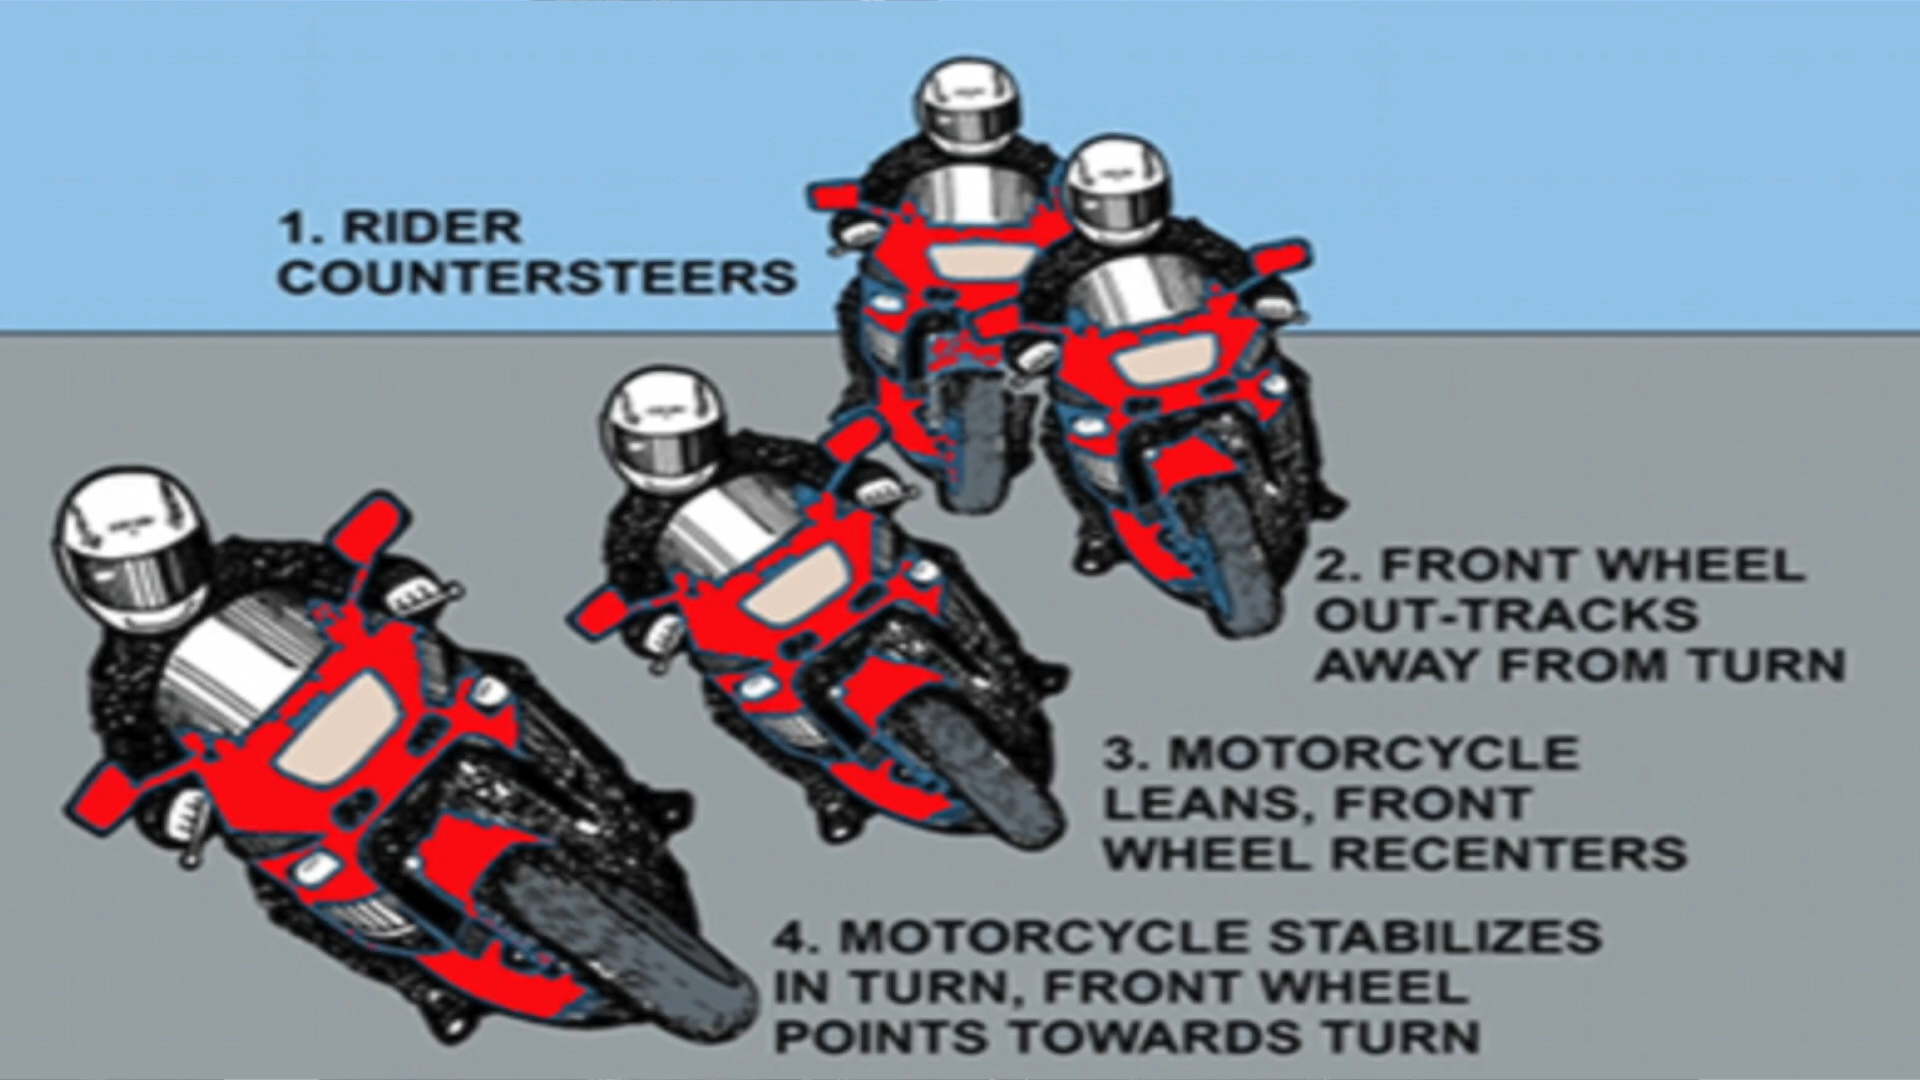 1. RIDER
COUNTERSTEERS
2. FRONT WHEEL
OUT-TRACKS
AWAY FROM TURN
3. MOTORCYCLE
LEANS, FRONT
WHEEL RECENTERS
4. MOTORCYCLE STABILIZES
IN TURN, FRONT WHEEL
POINTS TOWARDS TURN